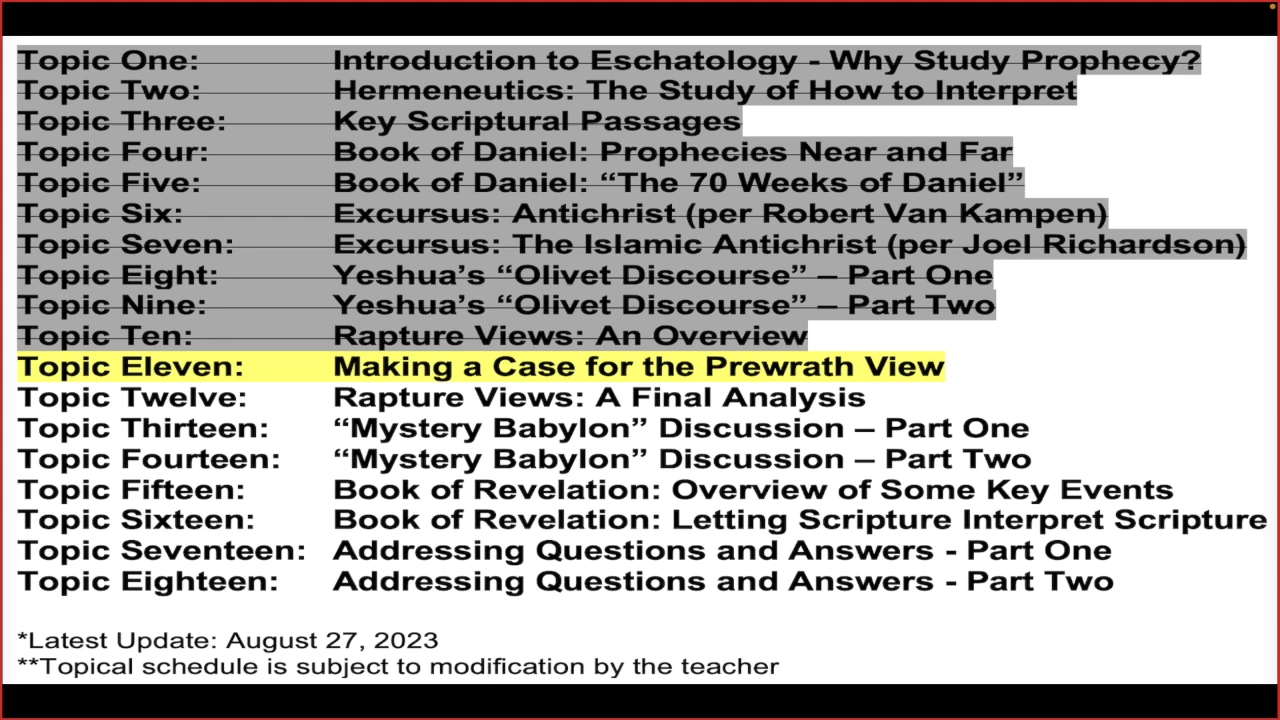 Topic One: Introduction to Eschatology - Why Study Prophecy?
Topic Two: Hermeneutics: The Study of How to Interpret
Topic Three: Key Scriptural Passages
Topic Four: Book of Daniel: Prophecies Near and Far
Topic Five: Book of Daniel: “The 70 Weeks of Daniel”
Topic Six: Excursus: Antichrist (per Robert Van Kampen)
Topic Seven: Excursus: The Islamic Antichrist (per Joel Richardson)
Topic Eight: Yeshua’s “Olivet Discourse” – Part One
Topic Nine: Yeshua’s “Olivet Discourse” – Part Two
Topic Ten: Rapture Views: An Overview
Topic Eleven: Making a Case for the Prewrath View
Topic Twelve: Rapture Views: A Final Analysis
Topic Thirteen: “Mystery Babylon” Discussion – Part One
Topic Fourteen: “Mystery Babylon” Discussion – Part Two
Topic Fifteen: Book of Revelation: Overview of Some Key Events
Topic Sixteen: Book of Revelation: Letting Scripture Interpret Scripture
Topic Seventeen: Addressing Questions and Answers - Part One
Topic Eighteen: Addressing Questions and Answers - Part Two
*Latest Update: August 27, 2023
**Topical schedule is subject to modification by the teacher